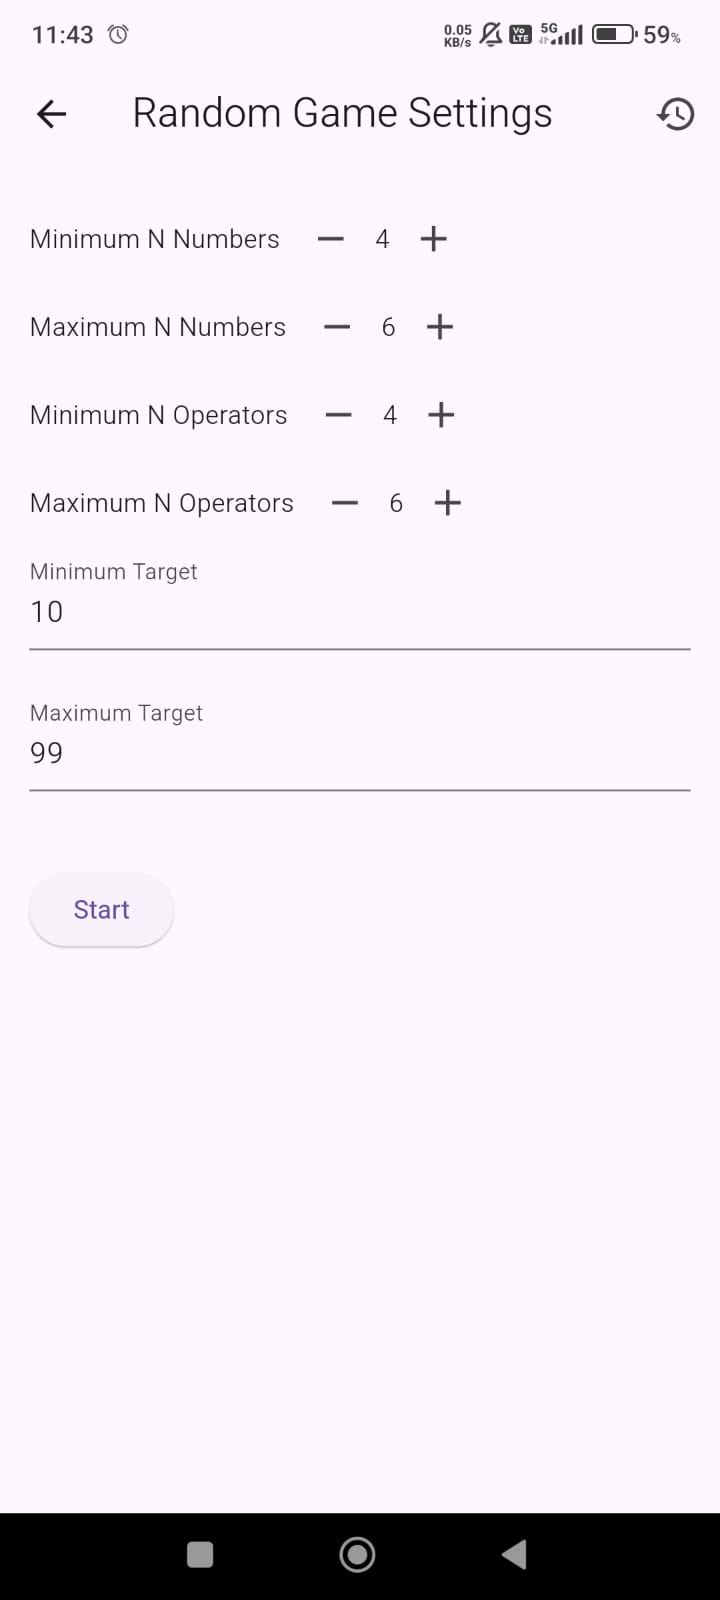 11:43 0.05 KB/s Vo LTE 5G 59%
Random Game Settings
Minimum N Numbers − 4 +
Maximum N Numbers − 6 +
Minimum N Operators − 4 +
Maximum N Operators − 6 +
Minimum Target
10
Maximum Target
99
Start